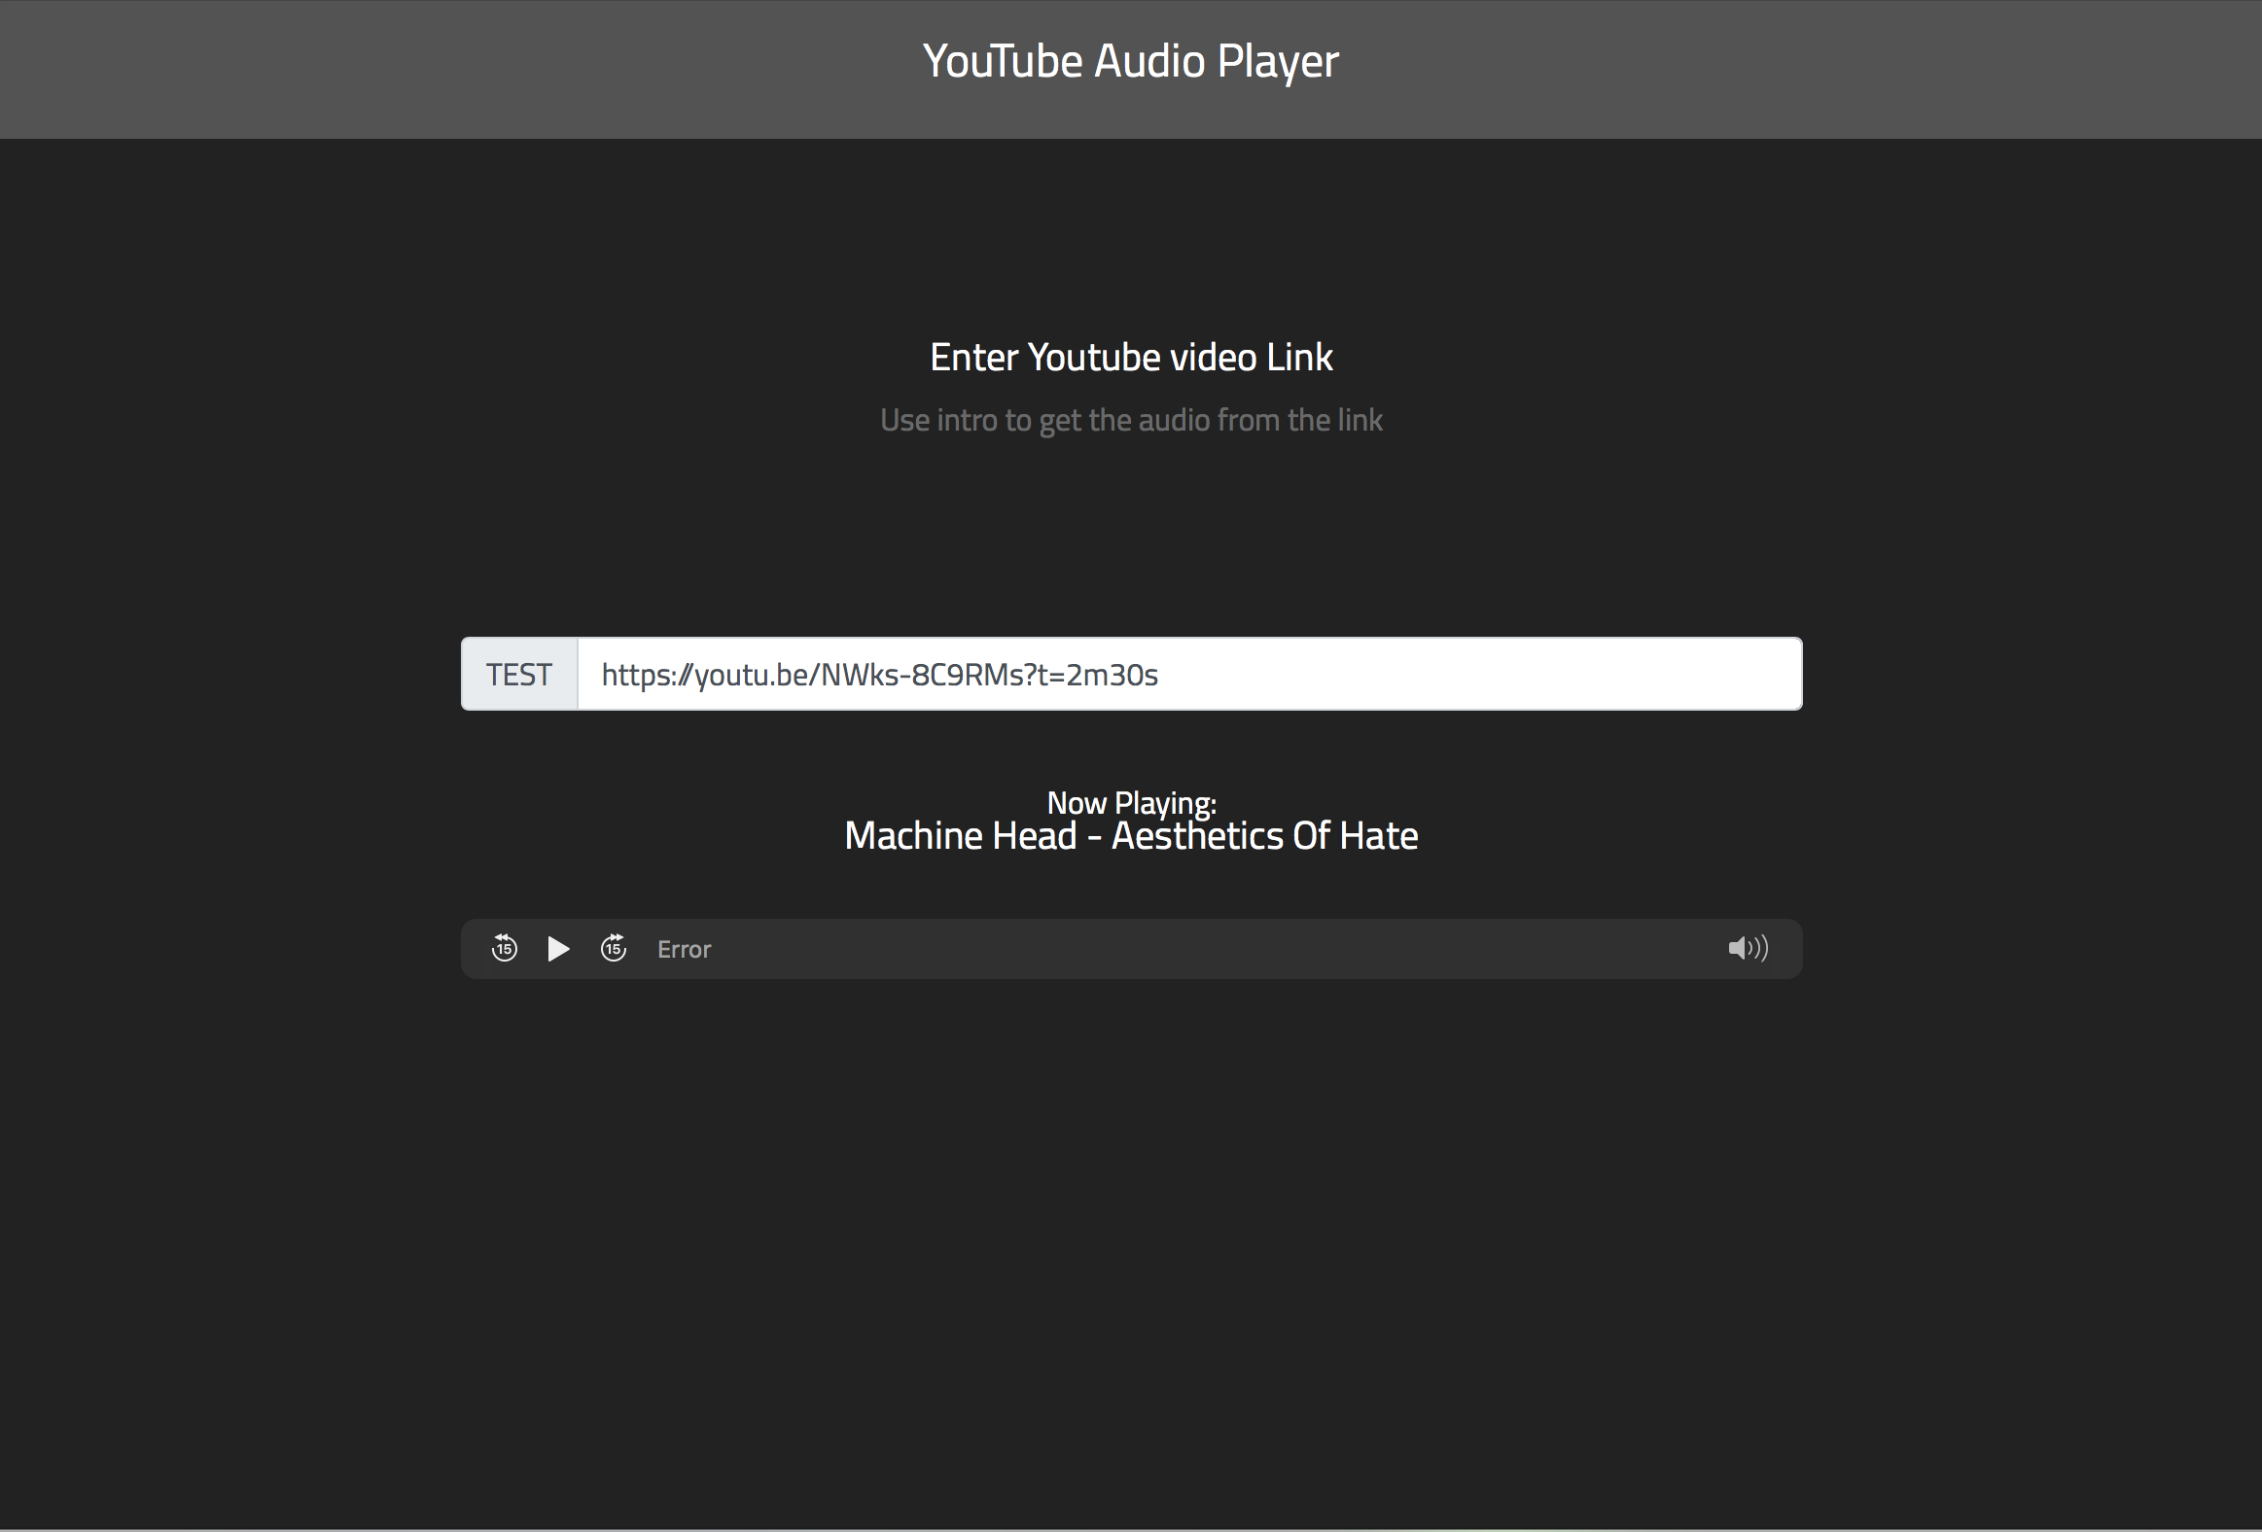 YouTube Audio Player
Enter Youtube video Link
Use intro to get the audio from the link
TEST https://youtu.be/NWks-8C9RMs?t=2m30s
Now Playing:
Machine Head - Aesthetics Of Hate
15 15 Error